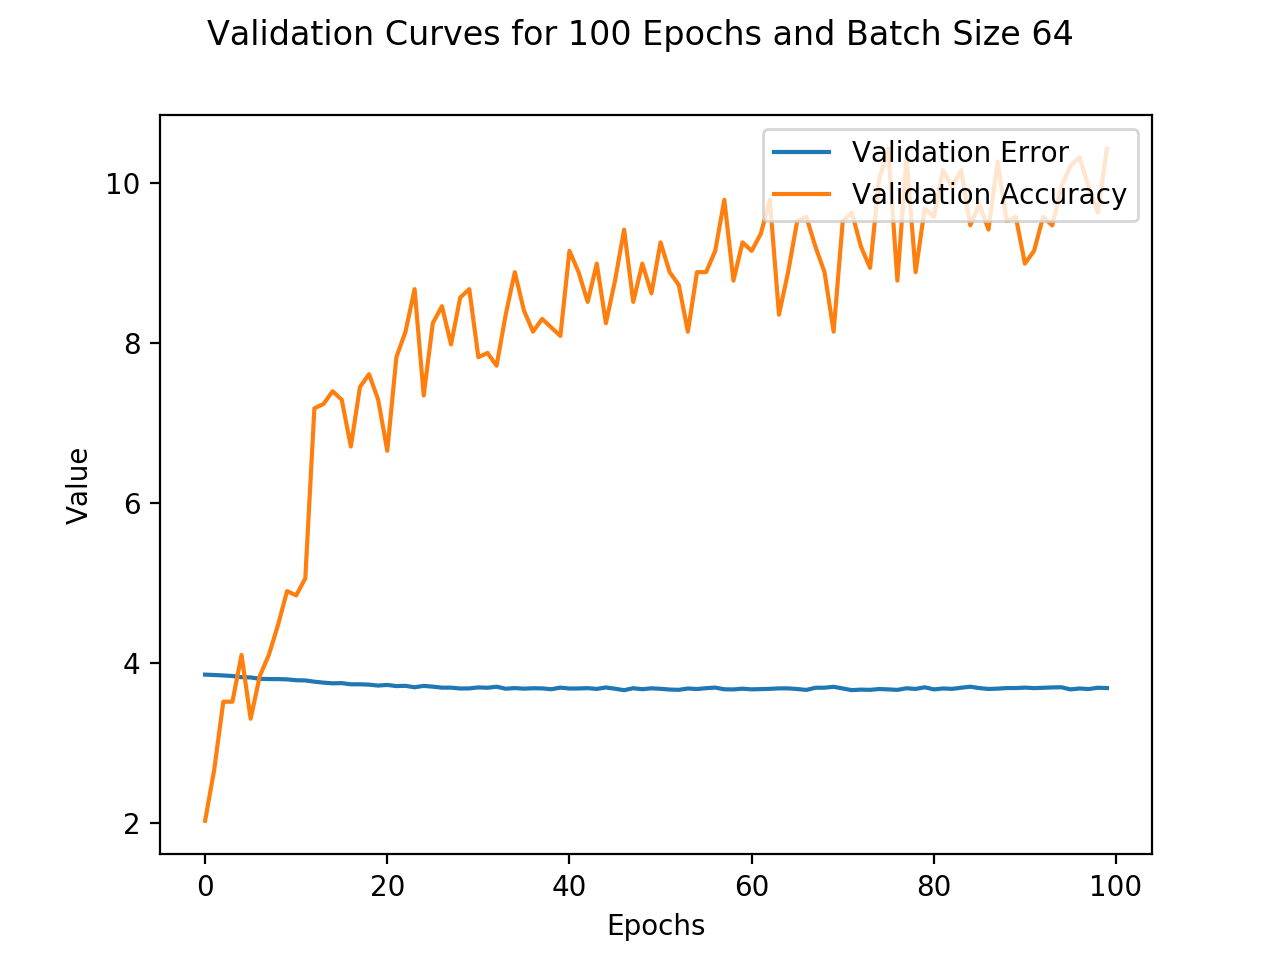 Validation Curves for 100 Epochs and Batch Size 64
Validation Error
Validation Accuracy
10
8
6
4
2
Value
0 20 40 60 80 100
Epochs